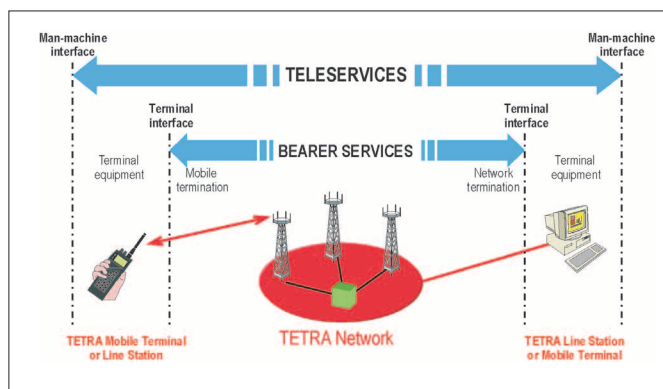 Man-machine
interface
Man-machine
interface
TELESERVICES
Terminal
interface
Terminal
interface
BEARER SERVICES
Terminal
equipment
Mobile
termination
Network
termination
Terminal
equipment
TETRA Mobile Terminal
or Line Station
TETRA Network
TETRA Line Station
or Mobile Terminal